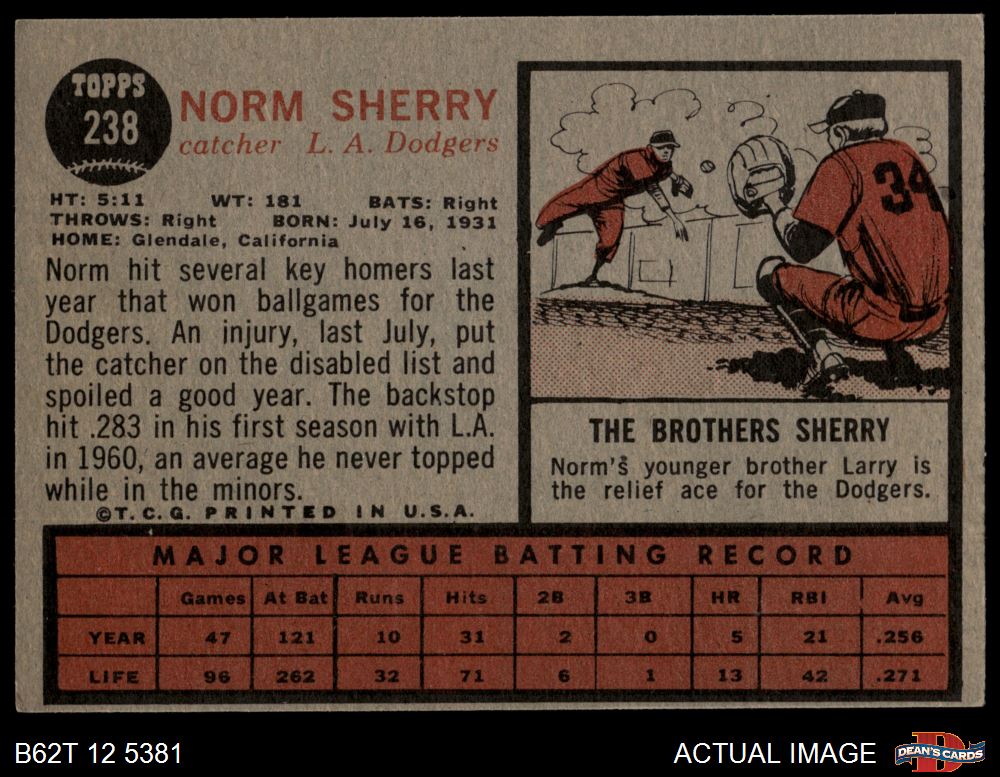 TOPPS
238
NORM SHERRY
catcher L. A. Dodgers
HT: 5:11 WT: 181 BATS: Right
THROWS: Right BORN: July 16, 1931
HOME: Glendale, California
Norm hit several key homers last
year that won ballgames for the
Dodgers. An injury, last July, put
the catcher on the disabled list and
spoiled a good year. The backstop
hit .283 in his first season with L.A.
in 1960, an average he never topped
while in the minors.
©T. C. G. PRINTED IN U.S.A.
34
THE BROTHERS SHERRY
Norm's younger brother Larry is
the relief ace for the Dodgers.
MAJOR LEAGUE BATTING RECORD
Games At Bat Runs Hits 2B 3B HR RBI Avg
YEAR 47 121 10 31 2 0 5 21 .256
LIFE 96 262 32 71 6 1 13 42 .271
B62T 12 5381
ACTUAL IMAGE
D
DEAN'S CARDS